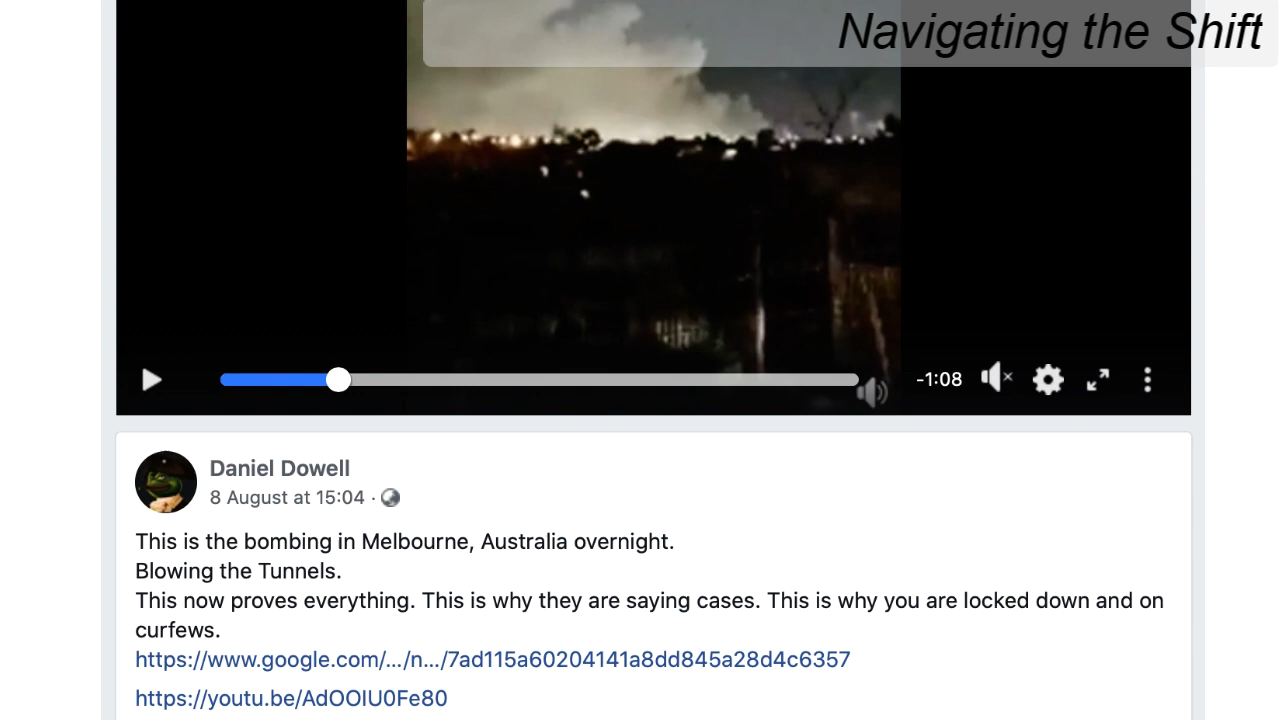 Navigating the Shift
-1:08
Daniel Dowell
8 August at 15:04 ·
This is the bombing in Melbourne, Australia overnight.
Blowing the Tunnels.
This now proves everything. This is why they are saying cases. This is why you are locked down and on
curfews.
https://www.google.com/.../n.../7ad115a60204141a8dd845a28d4c6357
https://youtu.be/AdOOIU0Fe80